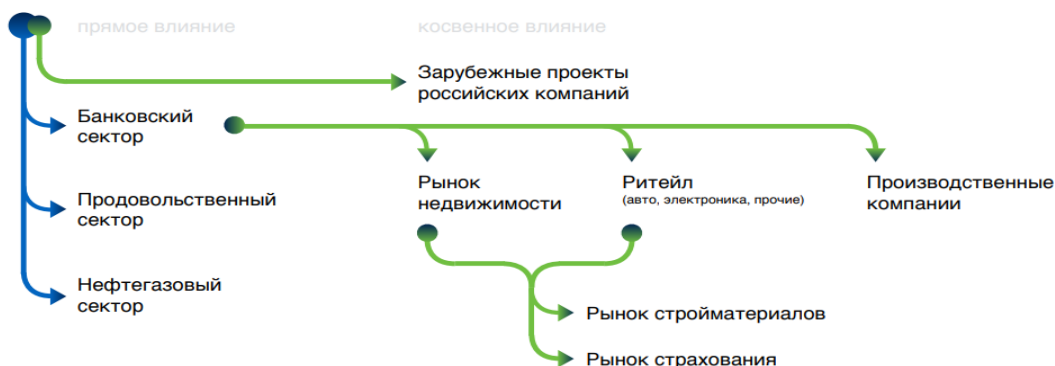 прямое влияние
косвенное влияние
Зарубежные проекты
российских компаний
Банковский
сектор
Рынок
недвижимости
Ритейл
(авто, электроника, прочие)
Производственные
компании
Продовольственный
сектор
Нефтегазовый
сектор
Рынок стройматериалов
Рынок страхования